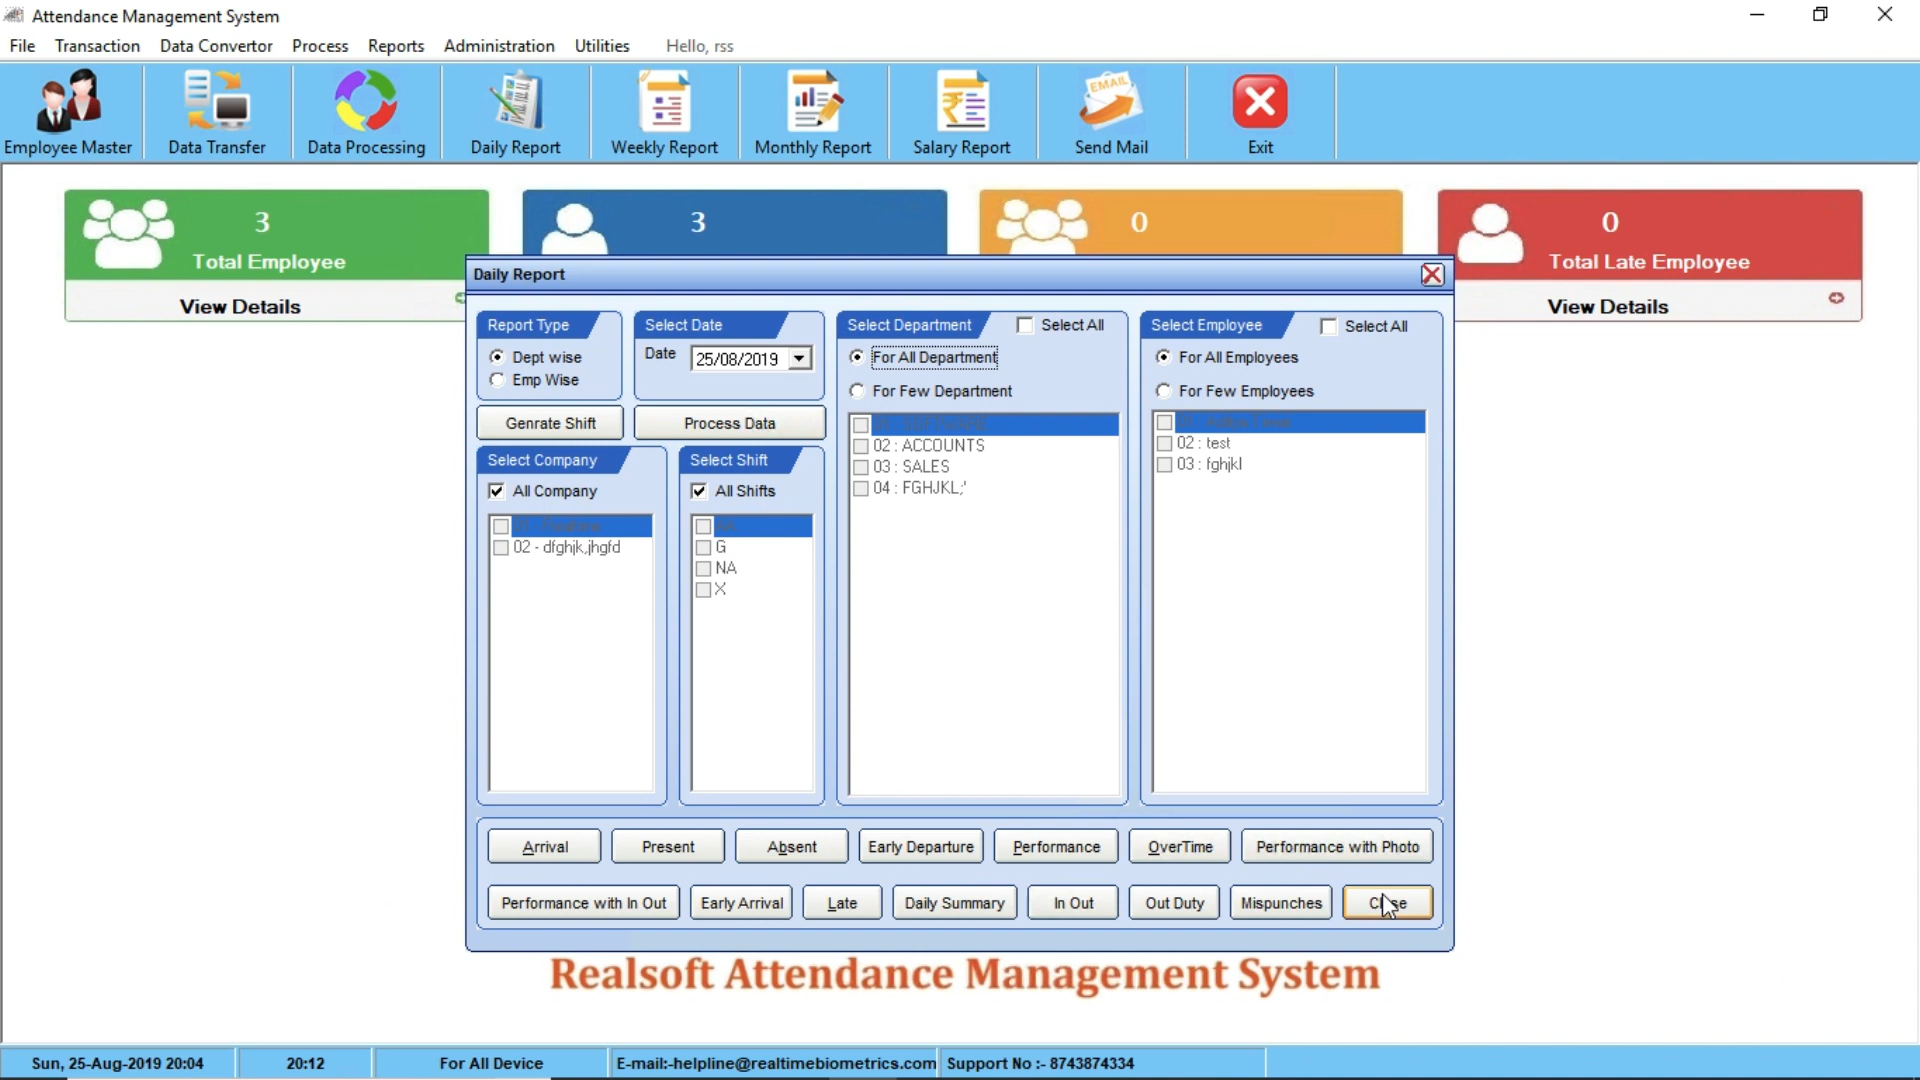 Attendance Management System
File Transaction Data Convertor Process Reports Administration Utilities Hello, rss
Employee Master Data Transfer Data Processing Daily Report Weekly Report Monthly Report Salary Report Send Mail Exit
EMAIL
3
Total Employee
View Details
3
0
0
Total Late Employee
View Details
Daily Report
Report Type
Dept wise
Emp Wise
Select Date
Date 25/08/2019
Genrate Shift
Process Data
Select Company
All Company
02 - dfghjk,jhgfd
Select Shift
All Shifts
G
NA
X
Select Department
Select All
For All Department
For Few Department
02 : ACCOUNTS
03 : SALES
04 : FGHJKL;'
Select Employee
Select All
For All Employees
For Few Employees
02 : test
03 : fghjkl
Arrival Present Absent Early Departure Performance OverTime Performance with Photo
Performance with In Out Early Arrival Late Daily Summary In Out Out Duty Mispunches Close
Realsoft Attendance Management System
Sun, 25-Aug-2019 20:04 20:12 For All Device E-mail:-helpline@realtimebiometrics.com Support No :- 8743874334